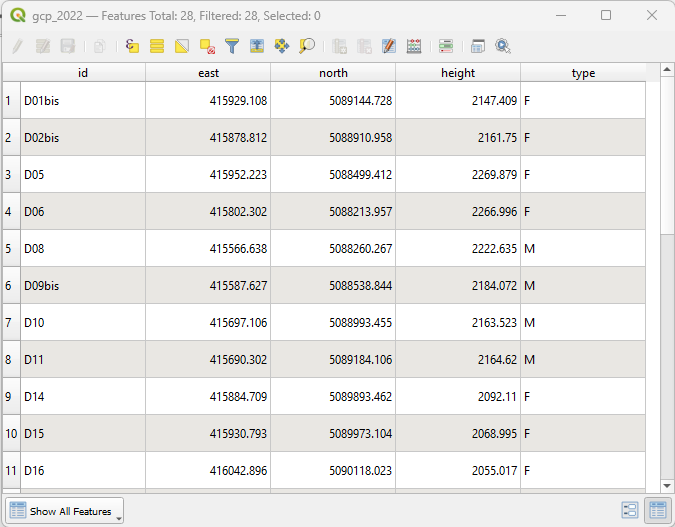 gcp_2022 — Features Total: 28, Filtered: 28, Selected: 0
id east north height type
1 D01bis 415929.108 5089144.728 2147.409 F
2 D02bis 415878.812 5088910.958 2161.75 F
3 D05 415952.223 5088499.412 2269.879 F
4 D06 415802.302 5088213.957 2266.996 F
5 D08 415566.638 5088260.267 2222.635 M
6 D09bis 415587.627 5088538.844 2184.072 M
7 D10 415697.106 5088993.455 2163.523 M
8 D11 415690.302 5089184.106 2164.62 M
9 D14 415884.709 5089893.462 2092.11 F
10 D15 415930.793 5089973.104 2068.995 F
11 D16 416042.896 5090118.023 2055.017 F
Show All Features